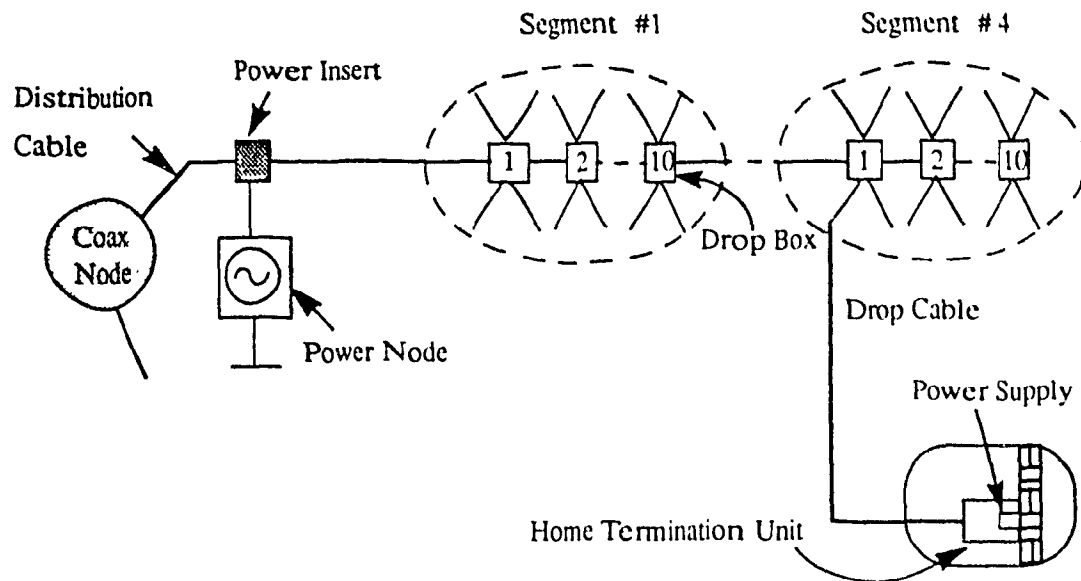 Segment #1
Segment #4
Power Insert
Distribution
Cable
1
2
10
1
2
10
Drop Box
Coax
Node
Drop Cable
Power Node
Power Supply
Home Termination Unit